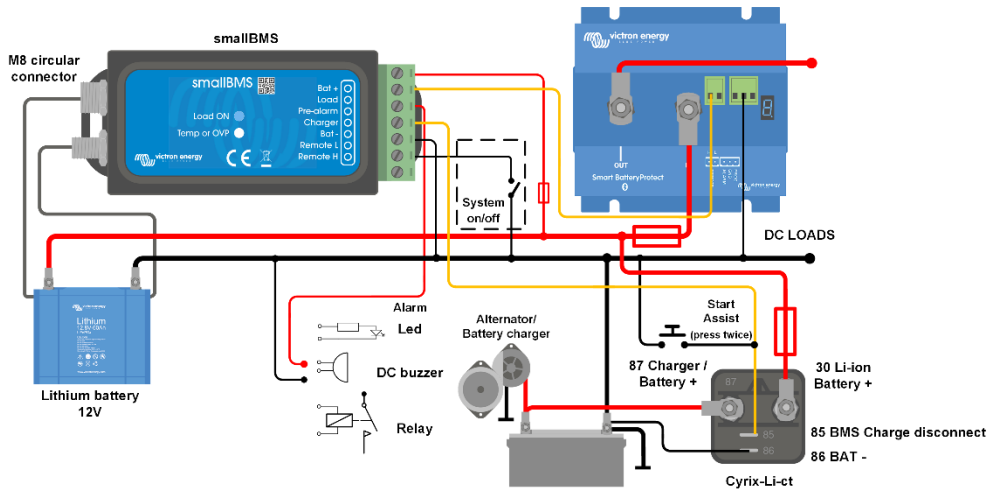 smallBMS
M8 circular
connector
smallBMS
Load ON
Temp or OVP
victron energy
Bat +
Load
Pre-alarm
Charger
Bat-
Remote L
Remote H
victron energy
OUT
Smart BatteryProtect
victron energy
System
on/off
DC LOADS
Lithium
Lithium battery
12V
Alarm
Led
DC buzzer
Relay
Alternator/
Battery charger
Start
Assist
(press twice)
87 Charger /
Battery +
30 Li-ion
Battery +
87
85
86
85 BMS Charge disconnect
86 BAT -
Cyrix-Li-ct